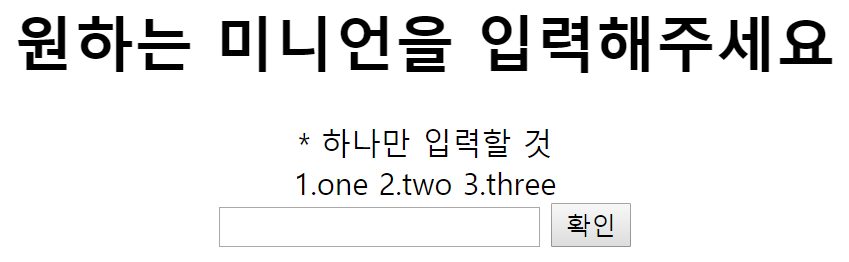 원하는 미니언을 입력해주세요
* 하나만 입력할 것
1.one 2.two 3.three
확인